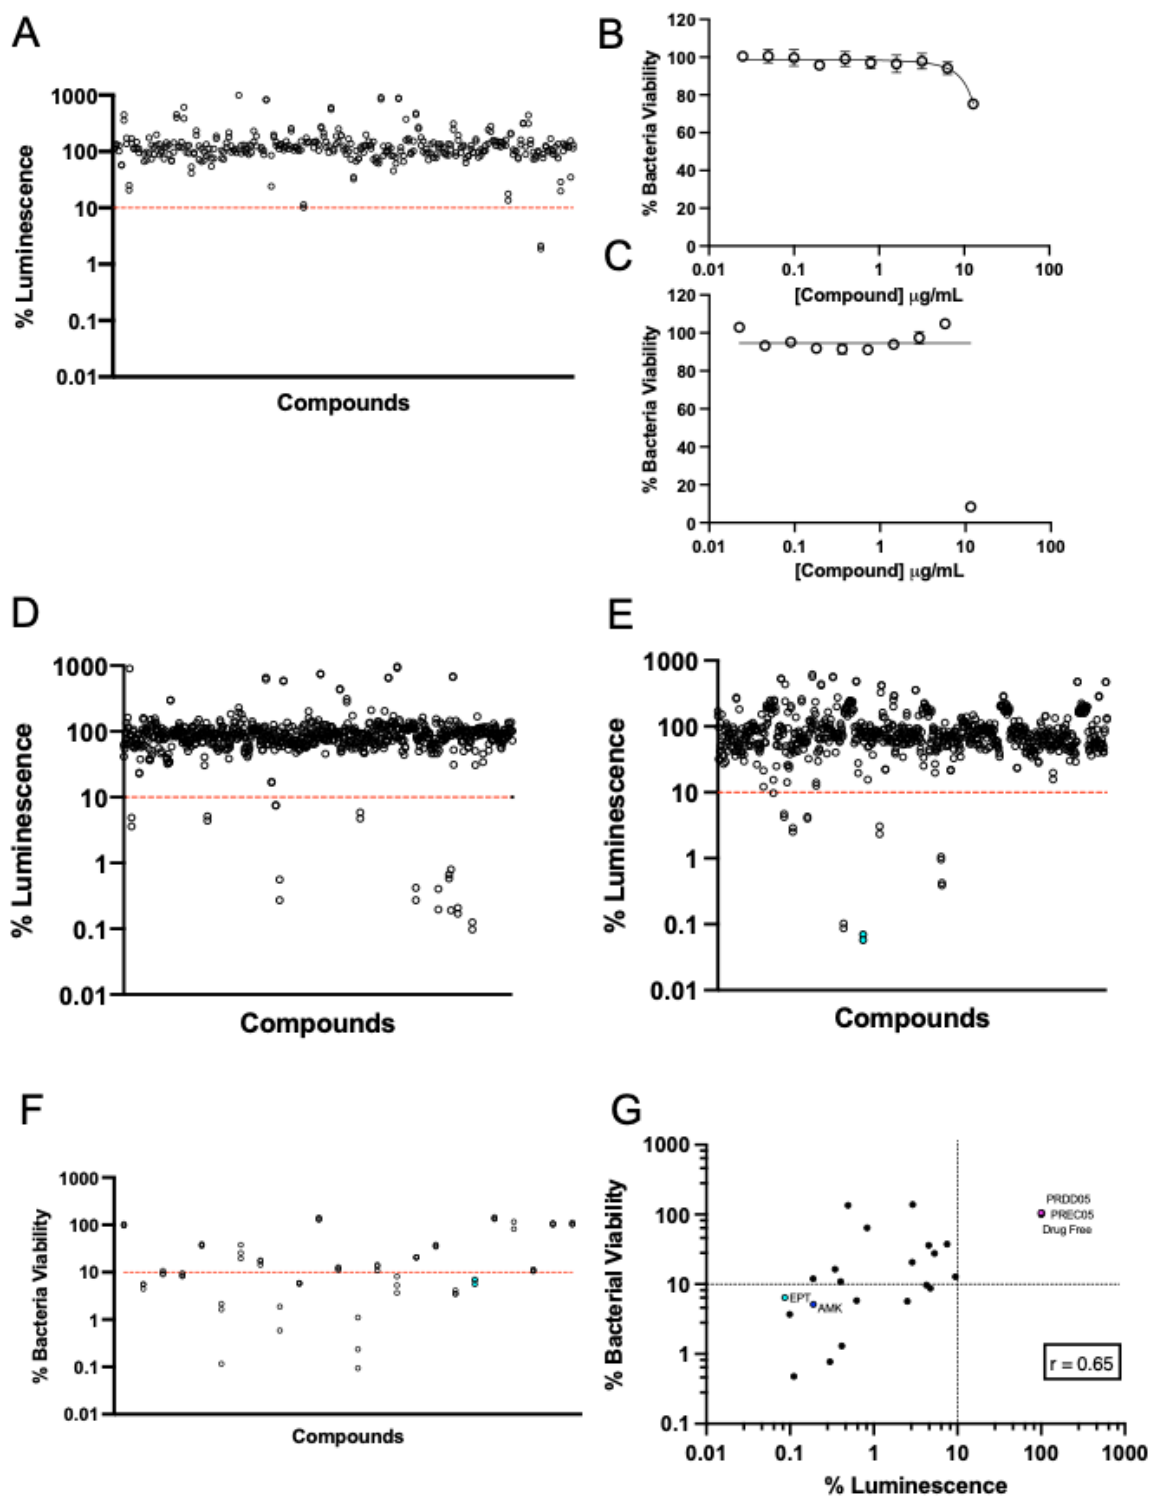 A
1000
100
10
1
0.1
0.01
% Luminescence
Compounds
B
120
100
80
60
40
20
0
% Bacteria Viability
0.01 0.1 1 10 100
[Compound] µg/mL
C
120
100
80
60
40
20
0
% Bacteria Viability
0.01 0.1 1 10 100
[Compound] µg/mL
D
1000
100
10
1
0.1
0.01
% Luminescence
Compounds
E
1000
100
10
1
0.1
0.01
% Luminescence
Compounds
F
1000
100
10
1
0.1
0.01
% Bacteria Viability
Compounds
G
1000
100
10
1
0.1
% Bacterial Viability
PRDD05
PREC05
Drug Free
EPT
AMK
r = 0.65
0.01 0.1 1 10 100 1000
% Luminescence